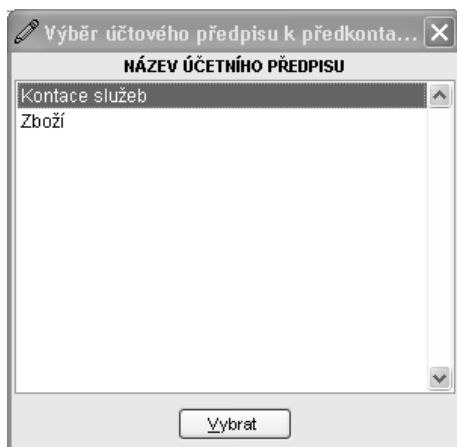 Výběr účtového předpisu k předkonta...
NÁZEV ÚČETNÍHO PŘEDPISU
Kontace služeb
Zboží
Vybrat